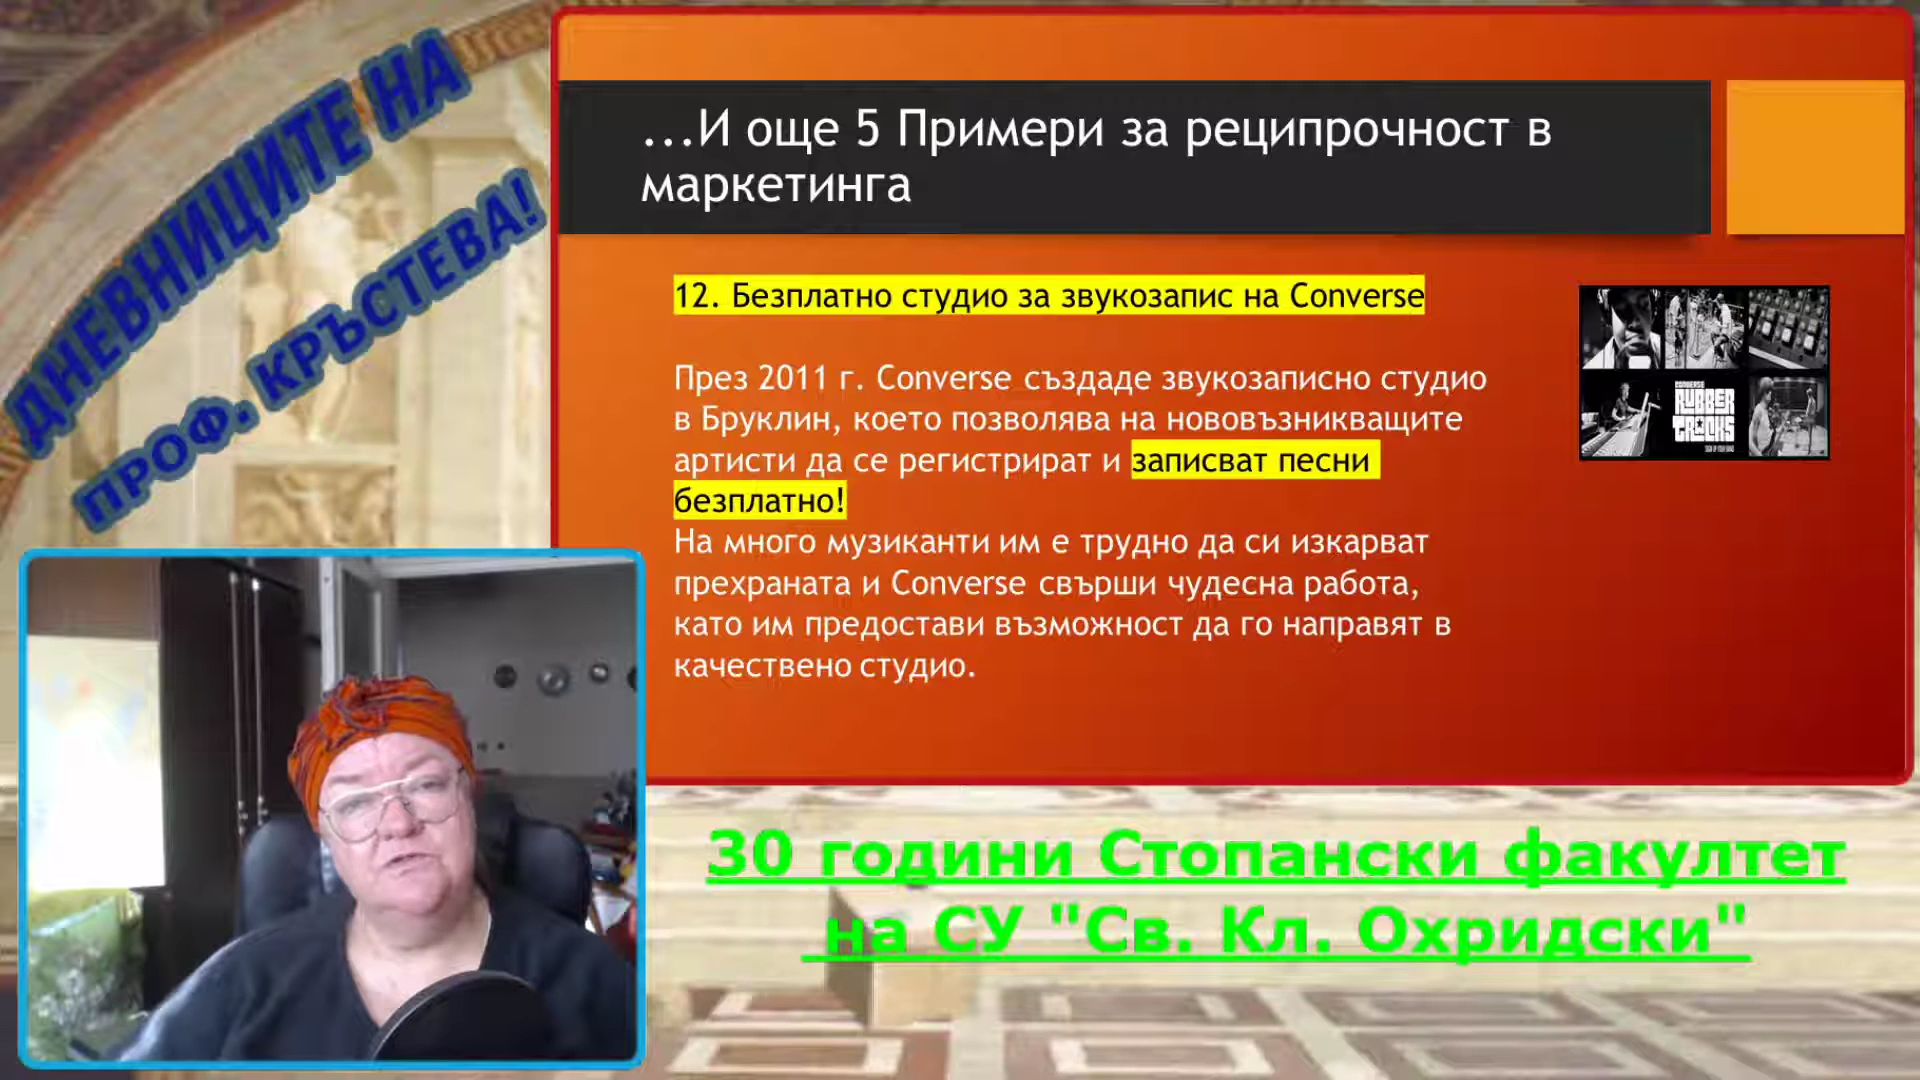 ДНЕВНИЦИТЕ НА
ПРОФ. КРЪСТЕВА!
...И още 5 Примери за реципрочност в
маркетинга
12. Безплатно студио за звукозапис на Converse
През 2011 г. Converse създаде звукозаписно студио
в Бруклин, което позволява на нововъзникващите
артисти да се регистрират и записват песни
безплатно!
На много музиканти им е трудно да си изкарват
прехраната и Converse свърши чудесна работа,
като им предостави възможност да го направят в
качествено студио.
CONVERSE
RUBBER
TRACKS
30 години Стопански факултет
на СУ "Св. Кл. Охридски"